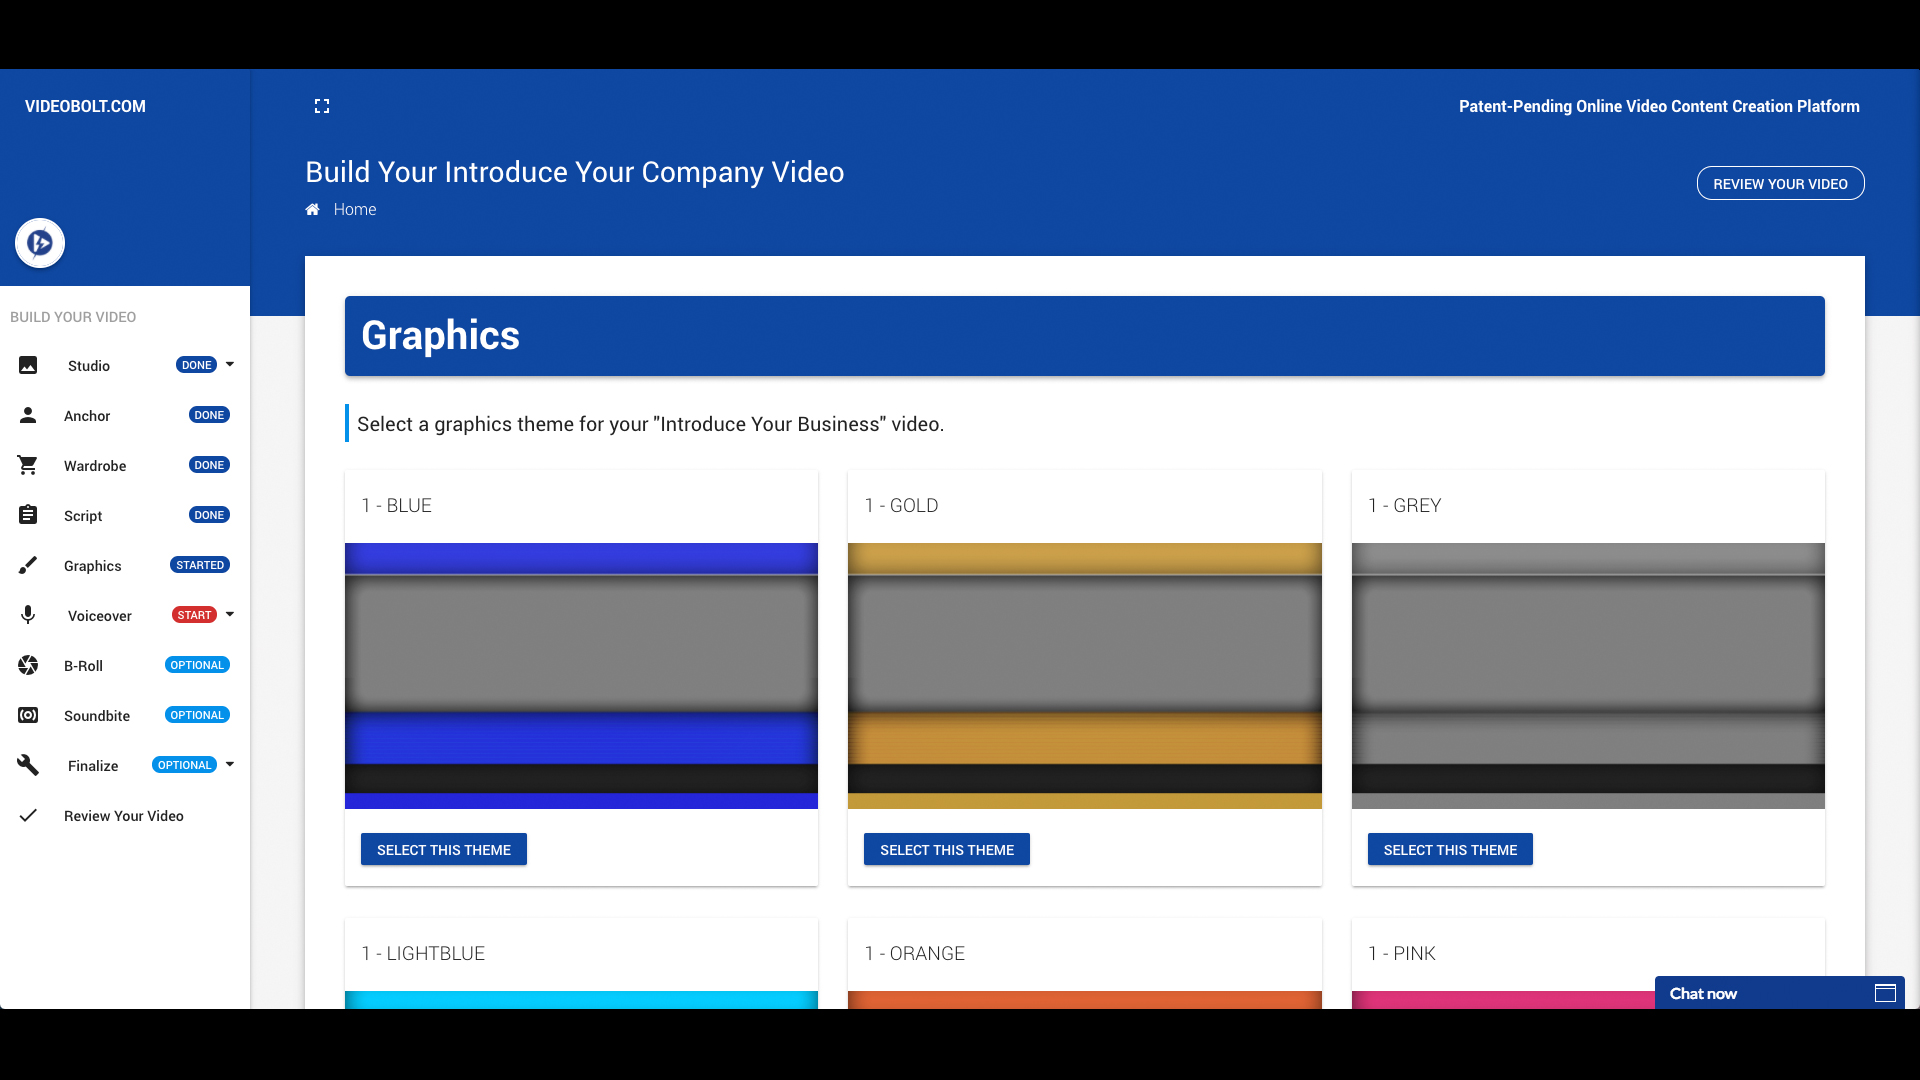 VIDEOBOLT.COM
Patent-Pending Online Video Content Creation Platform
Build Your Introduce Your Company Video
REVIEW YOUR VIDEO
Home
BUILD YOUR VIDEO
Studio DONE
Anchor DONE
Wardrobe DONE
Script DONE
Graphics STARTED
Voiceover START
B-Roll OPTIONAL
Soundbite OPTIONAL
Finalize OPTIONAL
Review Your Video
Graphics
Select a graphics theme for your "Introduce Your Business" video.
1 - BLUE
1 - GOLD
1 - GREY
SELECT THIS THEME
SELECT THIS THEME
SELECT THIS THEME
1 - LIGHTBLUE
1 - ORANGE
1 - PINK
Chat now